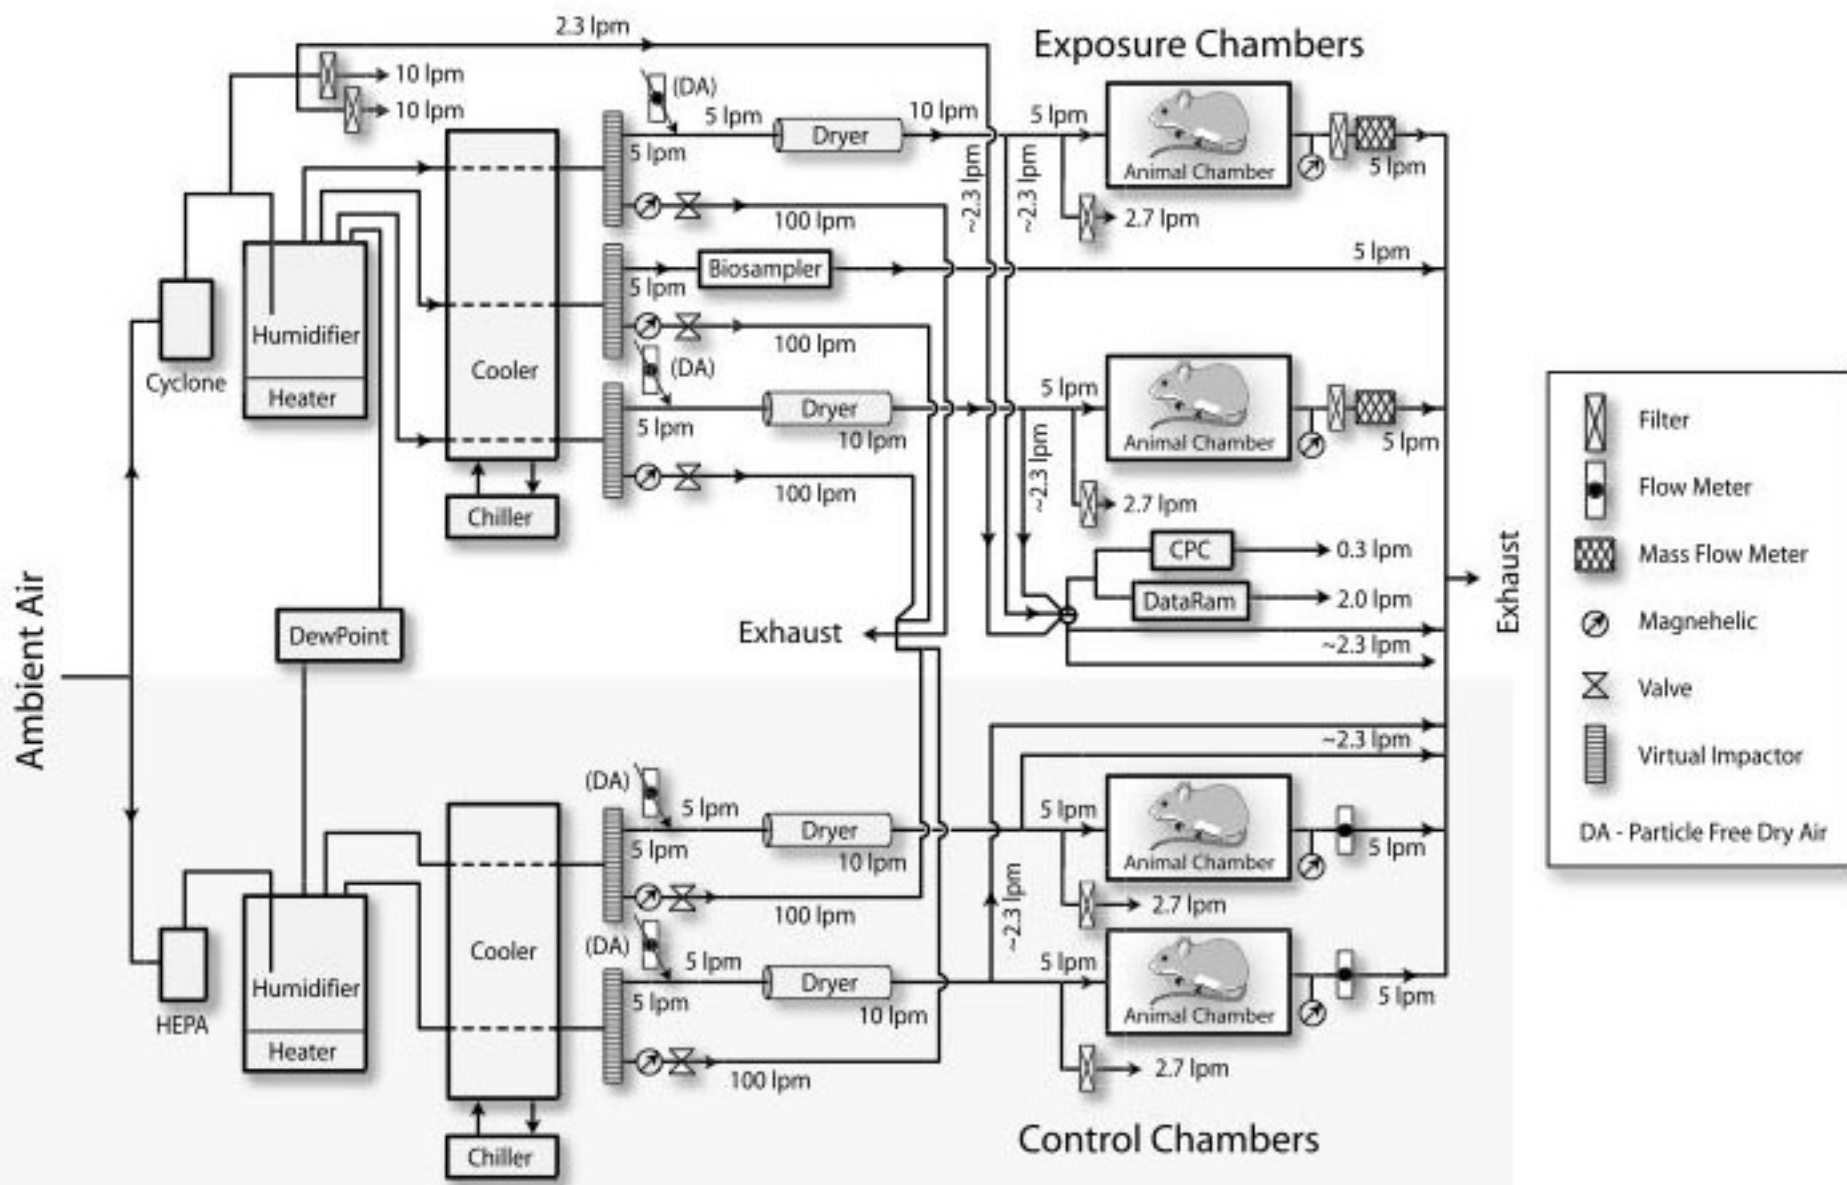 2.3 lpm
Exposure Chambers
10 lpm
10 lpm
(DA)
5 lpm
Dryer
10 lpm
5 lpm
5 lpm
Animal Chamber
5 lpm
~2.3 lpm
~2.3 lpm
2.7 lpm
100 lpm
Biosampler
5 lpm
5 lpm
Humidifier
Heater
Cyclone
Cooler
100 lpm
(DA)
5 lpm
Dryer
10 lpm
5 lpm
Animal Chamber
5 lpm
~2.3 lpm
2.7 lpm
100 lpm
Chiller
CPC
0.3 lpm
DataRam
2.0 lpm
Exhaust
~2.3 lpm
Exhaust
DewPoint
Ambient Air
Filter
Flow Meter
Mass Flow Meter
Magnehelic
Valve
Virtual Impactor
DA - Particle Free Dry Air
~2.3 lpm
(DA)
5 lpm
Dryer
5 lpm
10 lpm
5 lpm
Animal Chamber
5 lpm
100 lpm
~2.3 lpm
2.7 lpm
HEPA
Humidifier
Heater
Cooler
(DA)
5 lpm
Dryer
5 lpm
10 lpm
5 lpm
Animal Chamber
5 lpm
100 lpm
2.7 lpm
Chiller
Control Chambers